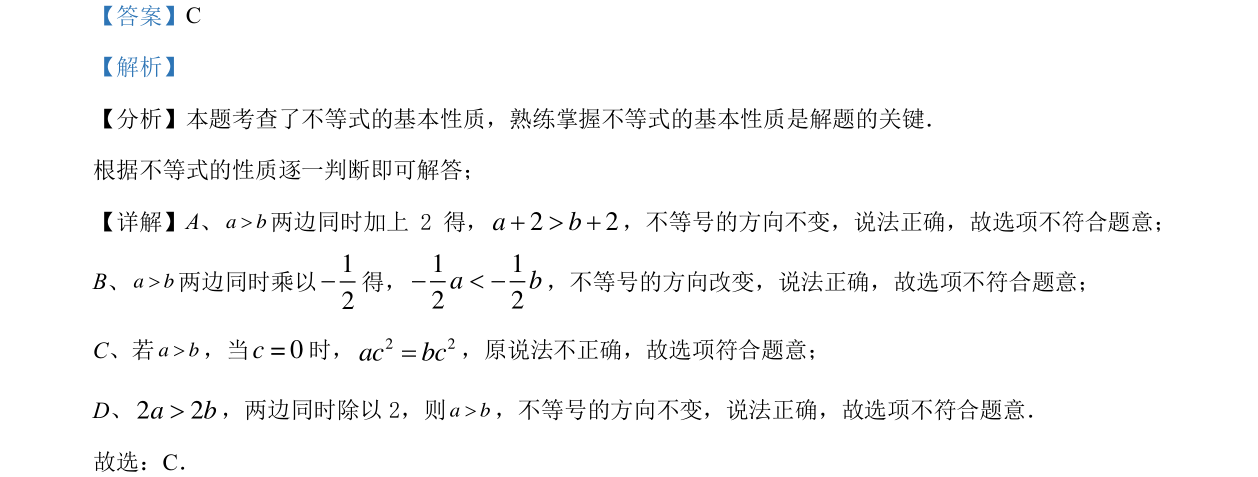 【答案】C
【解析】
【分析】本题考查了不等式的基本性质，熟练掌握不等式的基本性质是解题的关键．
根据不等式的性质逐一判断即可解答；
【详解】A、a > b 两边同时加上 2 得，a + 2 > b + 2，不等号的方向不变，说法正确，故选项不符合题意；
B、a > b 两边同时乘以 -1/2 得，-1/2 a < -1/2 b，不等号的方向改变，说法正确，故选项不符合题意；
C、若 a > b，当 c = 0 时，ac² = bc²，原说法不正确，故选项符合题意；
D、2a > 2b，两边同时除以 2，则 a > b，不等号的方向不变，说法正确，故选项不符合题意．
故选：C．